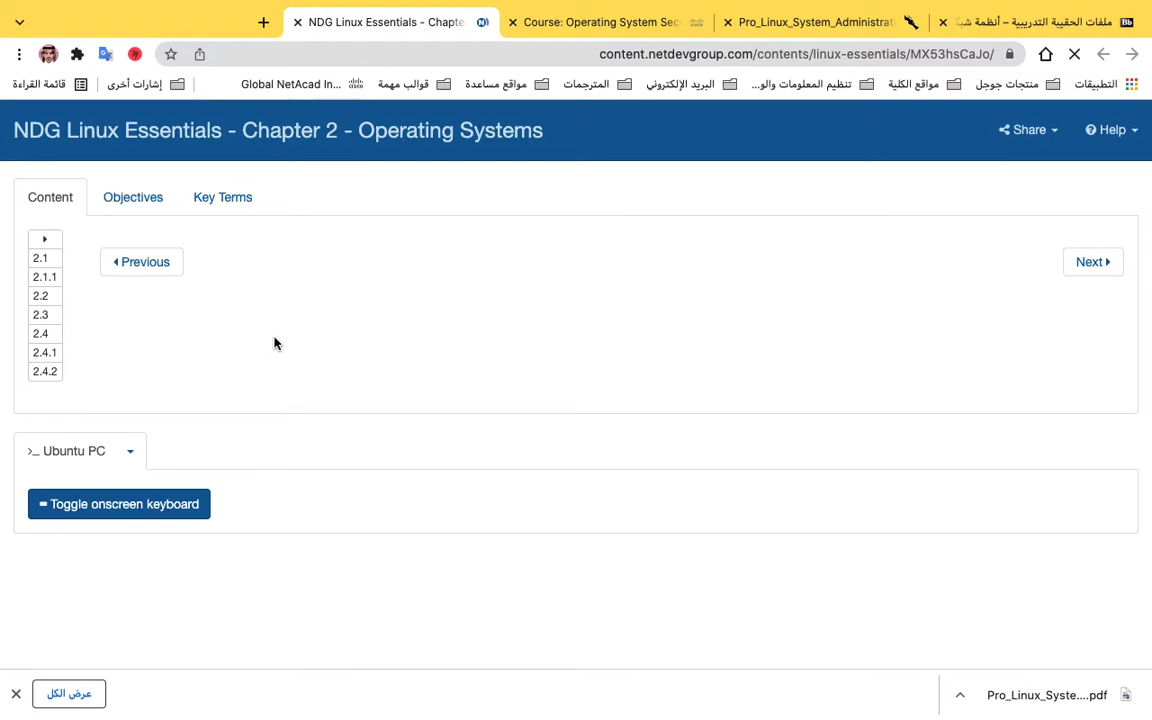 NDG Linux Essentials - Chapte
Course: Operating System Sec
Pro_Linux_System_Administrati
ملفات الحقيبة التدريبية – أنظمة شبك
content.netdevgroup.com/contents/linux-essentials/MX53hsCaJo/
التطبيقات
منتجات جوجل
مواقع الكلية
تنظيم المعلومات والو...
البريد الإلكتروني
المترجمات
مواقع مساعدة
قوالب مهمة
Global NetAcad In...
إشارات أخرى
قائمة القراءة
NDG Linux Essentials - Chapter 2 - Operating Systems
Share
Help
Content
Objectives
Key Terms
2.1
2.1.1
2.2
2.3
2.4
2.4.1
2.4.2
Previous
Next
>_ Ubuntu PC
Toggle onscreen keyboard
عرض الكل
Pro_Linux_Syste....pdf